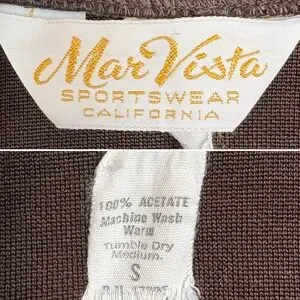 Mar Vista
SPORTSWEAR
CALIFORNIA
100% ACETATE
Machine Wash
Warm
Tumble Dry
Medium.
S